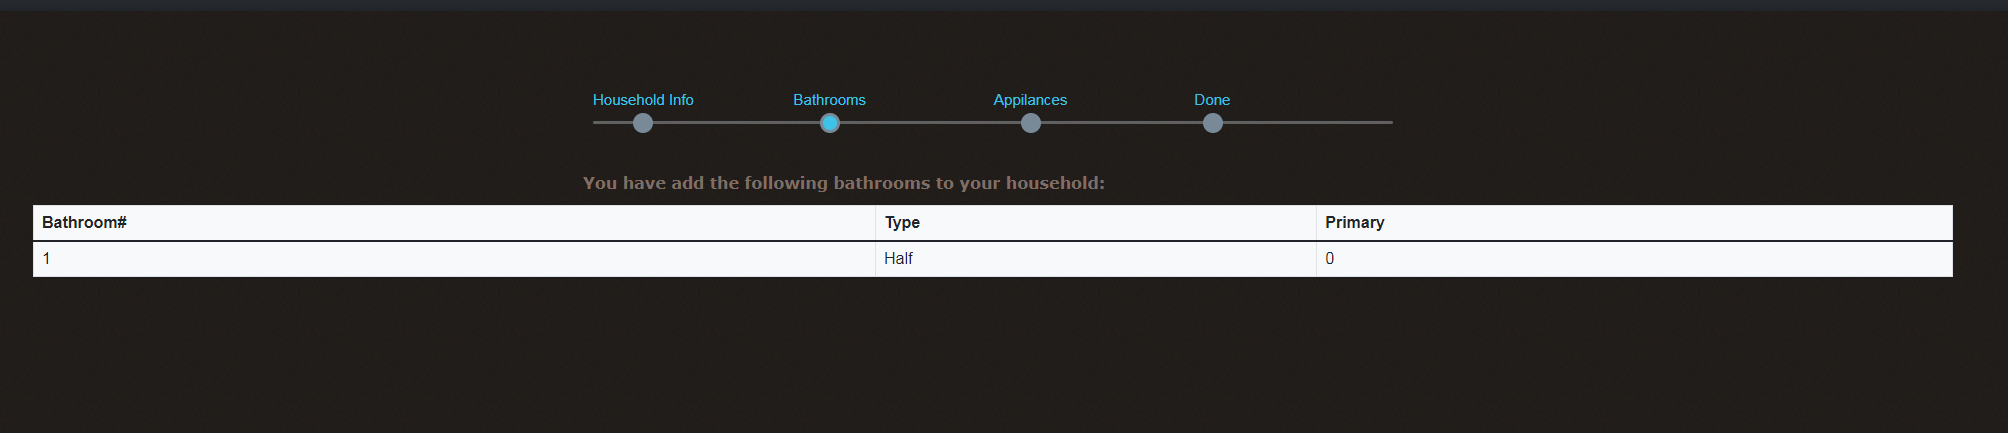 Household Info Bathrooms Appilances Done
You have add the following bathrooms to your household:
Bathroom# Type Primary
1 Half 0